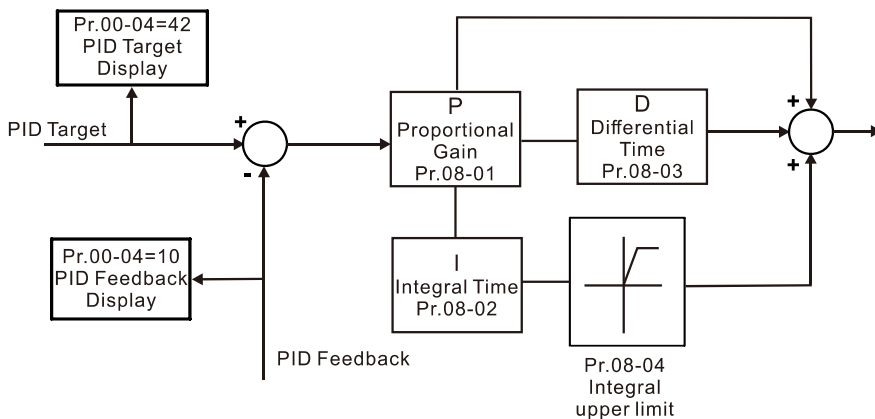 Pr.00-04=42
PID Target
Display
PID Target
+
-
P
Proportional
Gain
Pr.08-01
D
Differential
Time
Pr.08-03
+
+
Pr.00-04=10
PID Feedback
Display
I
Integral Time
Pr.08-02
PID Feedback
Pr.08-04
Integral
upper limit